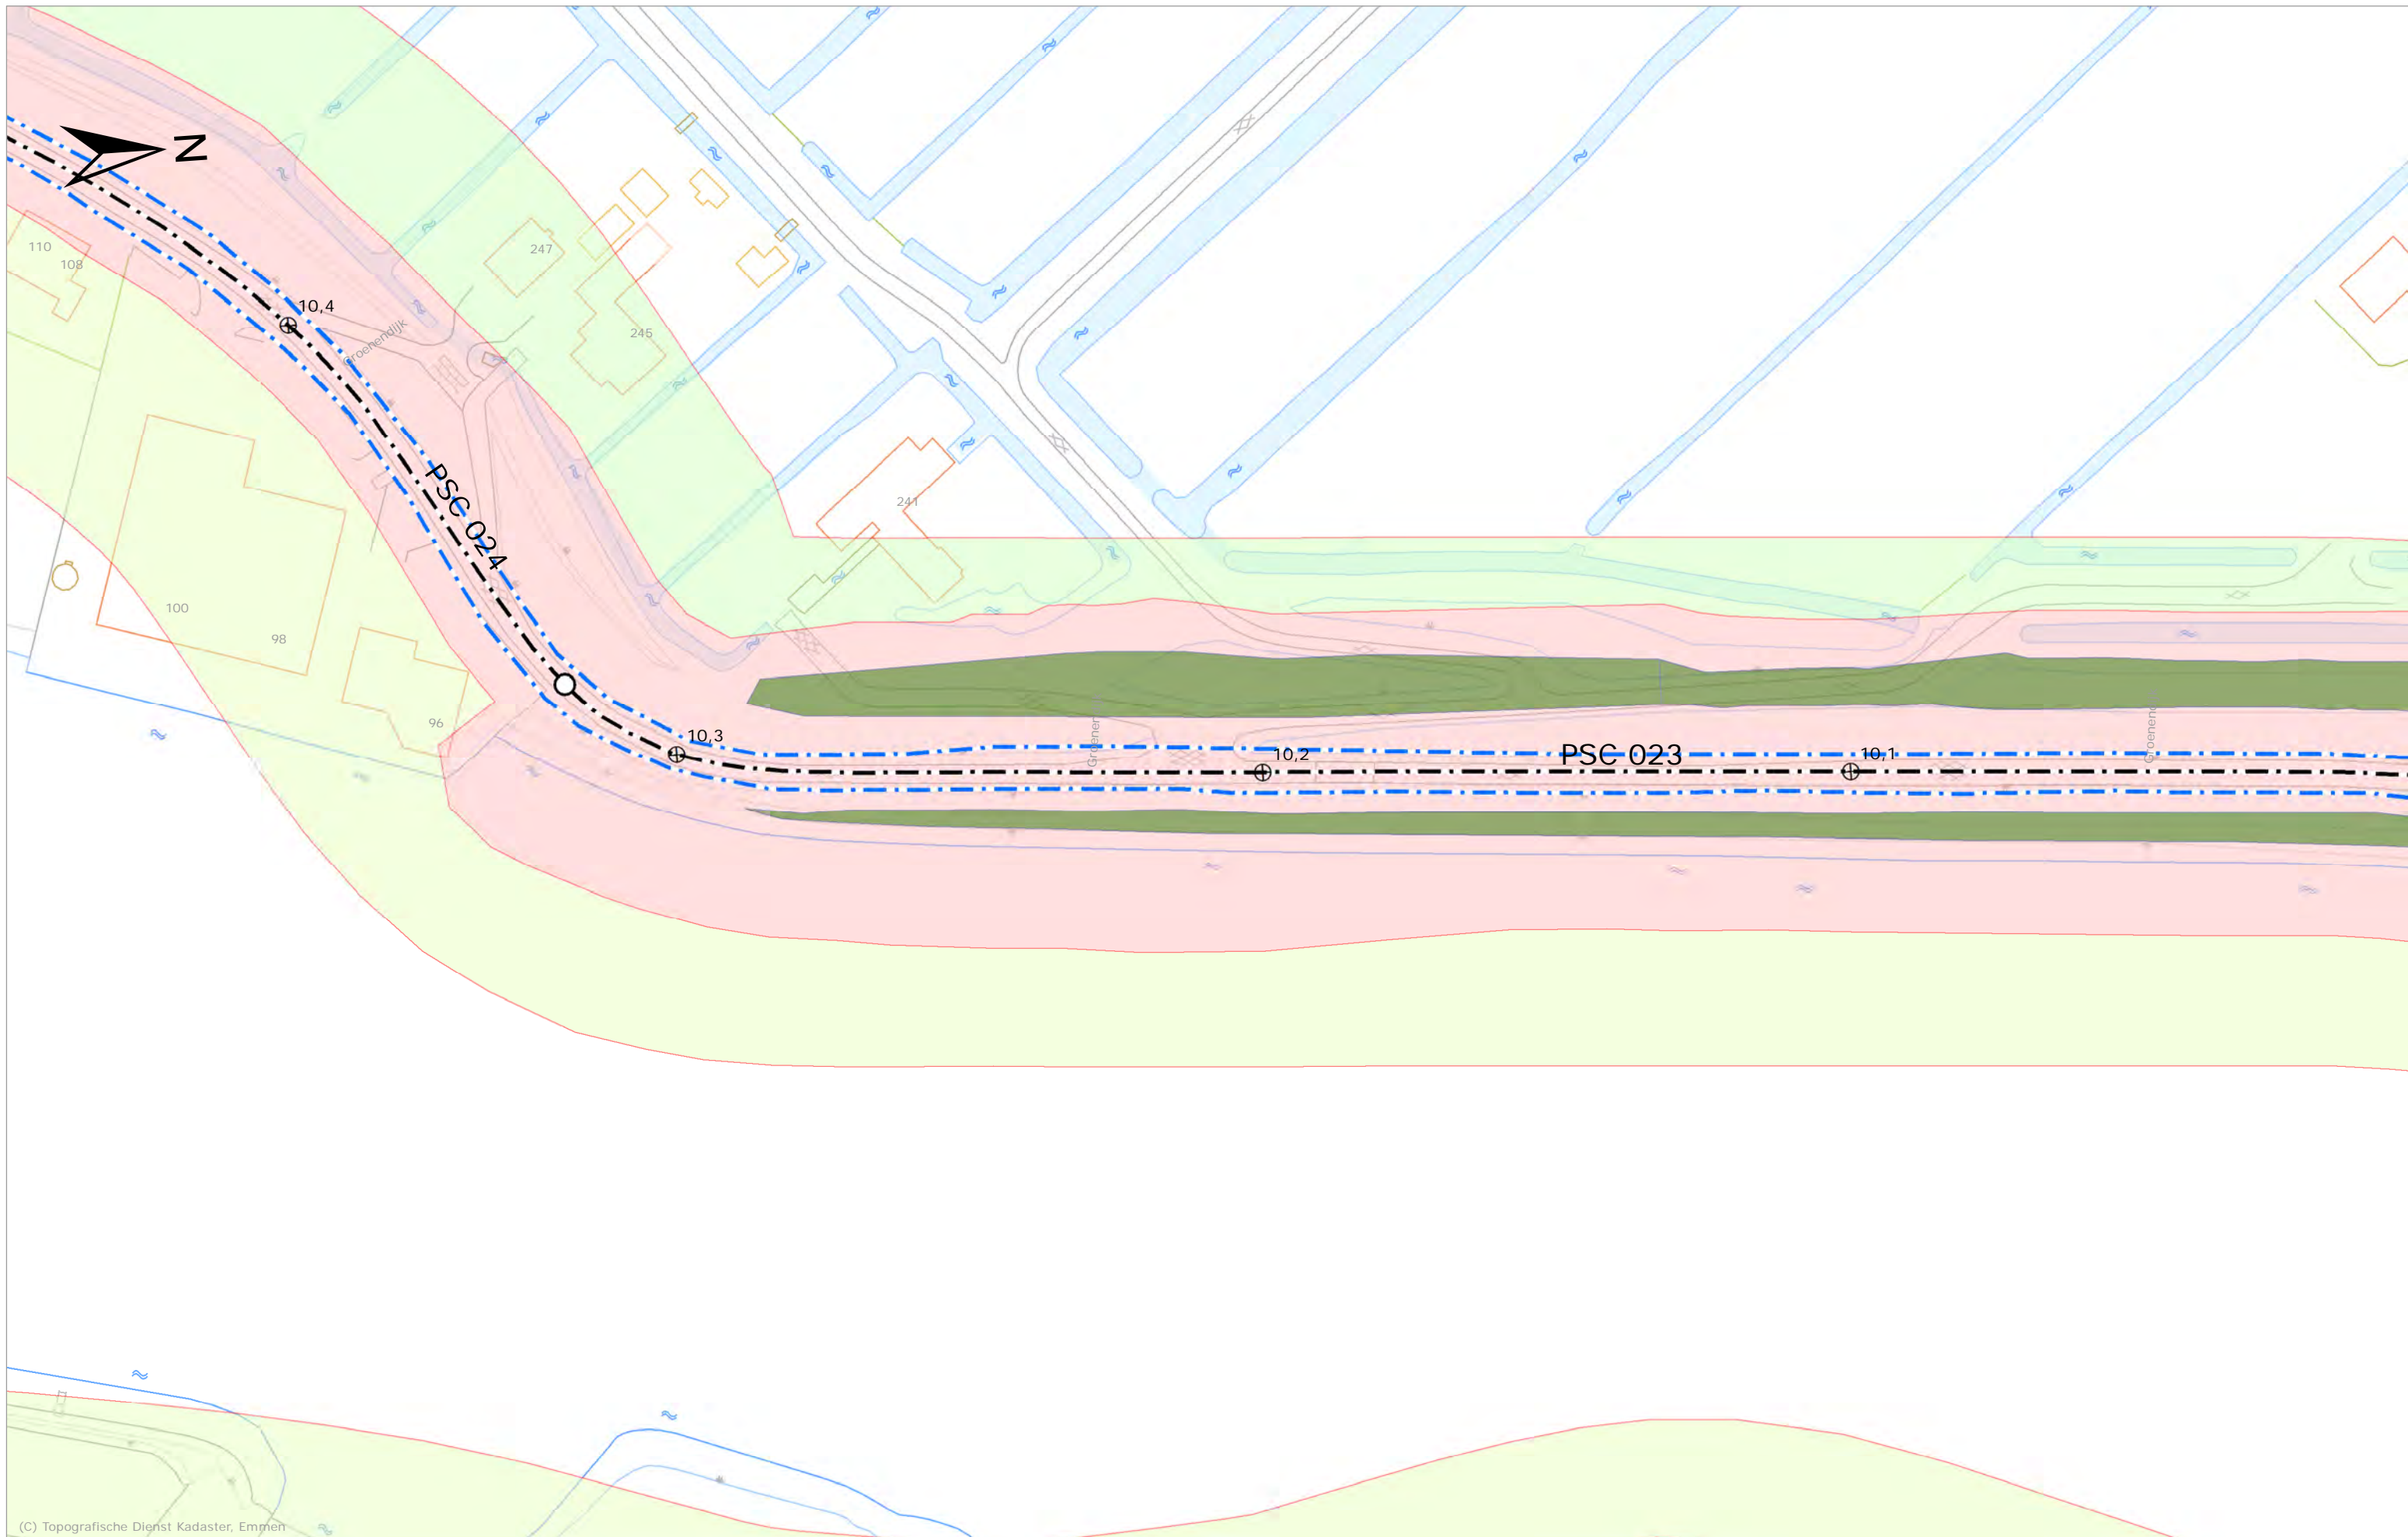 N
110
108
247
10,4
Groenendijk
245
PSC 024
241
100
98
96
10,3
10,2
PSC 023
10,1
(C) Topografische Dienst Kadaster, Emmen